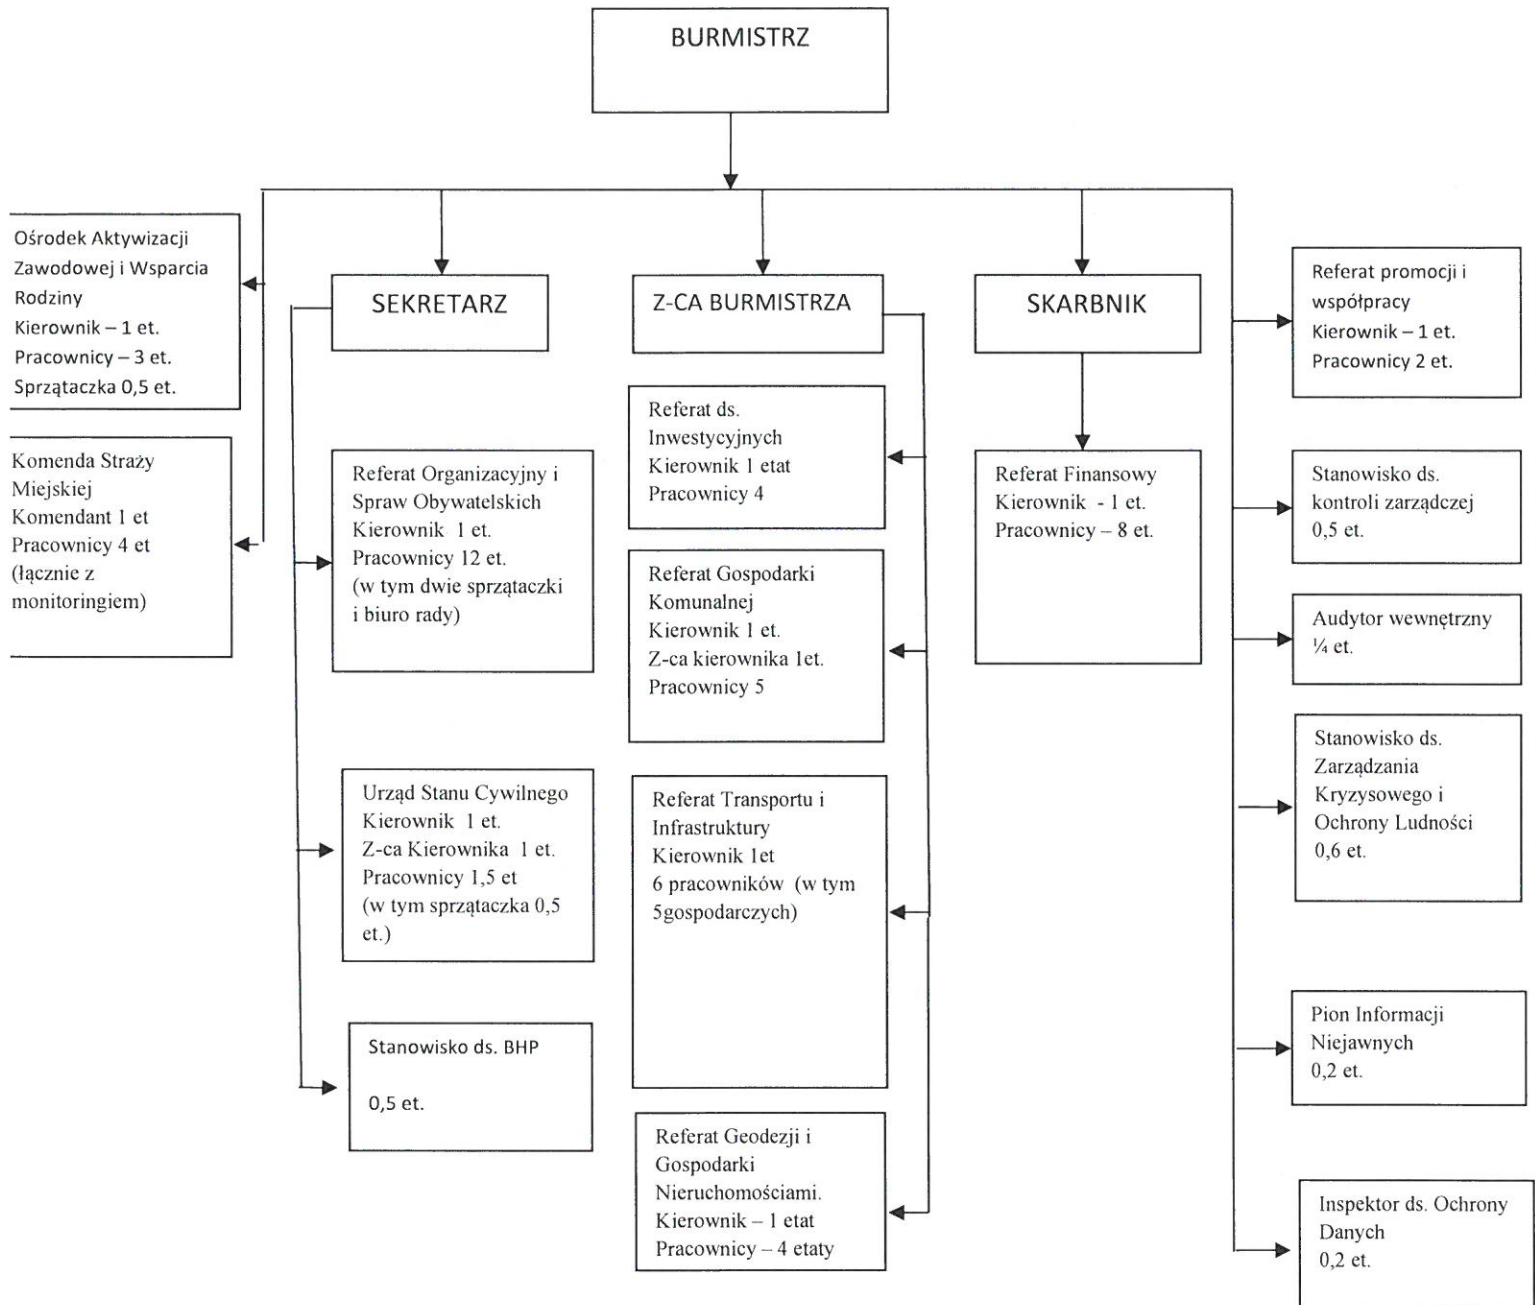 BURMISTRZ
Ośrodek Aktywizacji
Zawodowej i Wsparcia
Rodziny
Kierownik – 1 et.
Pracownicy – 3 et.
Sprzątaczka 0,5 et.
Komenda Straży
Miejskiej
Komendant 1 et
Pracownicy 4 et
(łącznie z
monitoringiem)
SEKRETARZ
Referat Organizacyjny i
Spraw Obywatelskich
Kierownik 1 et.
Pracownicy 12 et.
(w tym dwie sprzątaczki
i biuro rady)
Urząd Stanu Cywilnego
Kierownik 1 et.
Z-ca Kierownika 1 et.
Pracownicy 1,5 et
(w tym sprzątaczka 0,5
et.)
Stanowisko ds. BHP
0,5 et.
Z-CA BURMISTRZA
Referat ds.
Inwestycyjnych
Kierownik 1 etat
Pracownicy 4
Referat Gospodarki
Komunalnej
Kierownik 1 et.
Z-ca kierownika 1et.
Pracownicy 5
Referat Transportu i
Infrastruktury
Kierownik 1et
6 pracowników (w tym
5gospodarczych)
Referat Geodezji i
Gospodarki
Nieruchomościami.
Kierownik – 1 etat
Pracownicy – 4 etaty
SKARBNIK
Referat Finansowy
Kierownik - 1 et.
Pracownicy – 8 et.
Referat promocji i
współpracy
Kierownik – 1 et.
Pracownicy 2 et.
Stanowisko ds.
kontroli zarządczej
0,5 et.
Audytor wewnętrzny
¼ et.
Stanowisko ds.
Zarządzania
Kryzysowego i
Ochrony Ludności
0,6 et.
Pion Informacji
Niejawnych
0,2 et.
Inspektor ds. Ochrony
Danych
0,2 et.